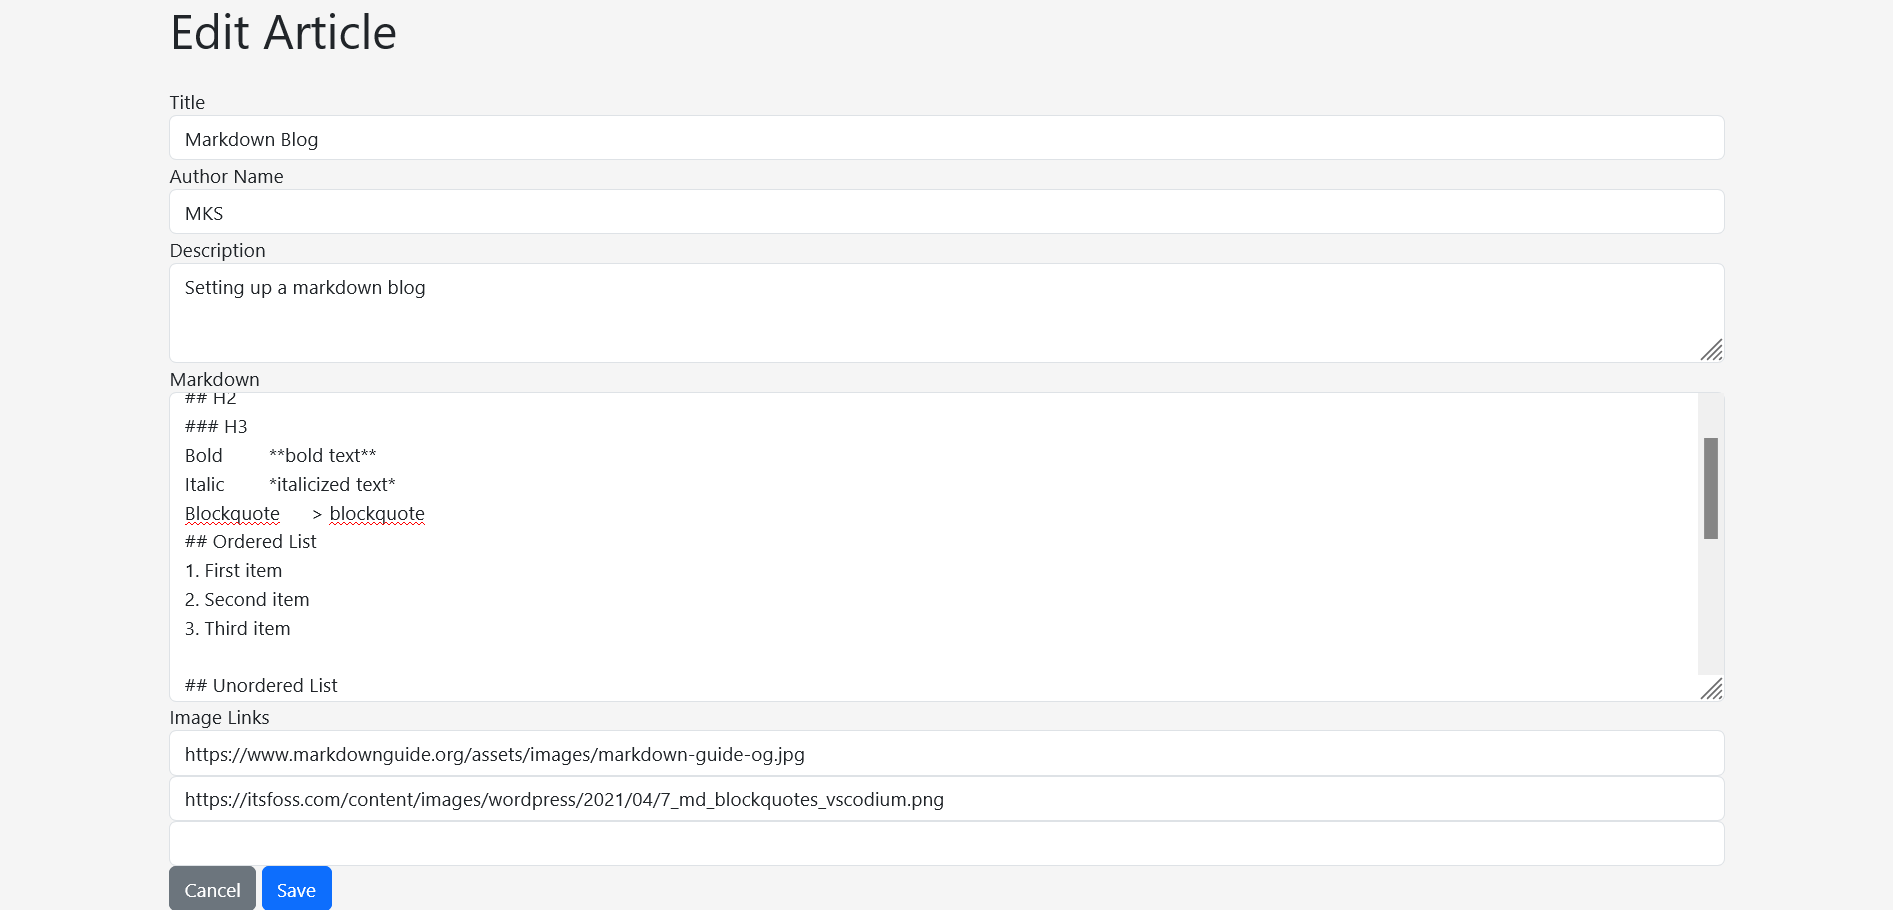 Edit Article
Title
Markdown Blog
Author Name
MKS
Description
Setting up a markdown blog
Markdown
## H2
### H3
Bold **bold text**
Italic *italicized text*
Blockquote > blockquote
## Ordered List
1. First item
2. Second item
3. Third item
## Unordered List
Image Links
https://www.markdownguide.org/assets/images/markdown-guide-og.jpg
https://itsfoss.com/content/images/wordpress/2021/04/7_md_blockquotes_vscodium.png
Cancel Save